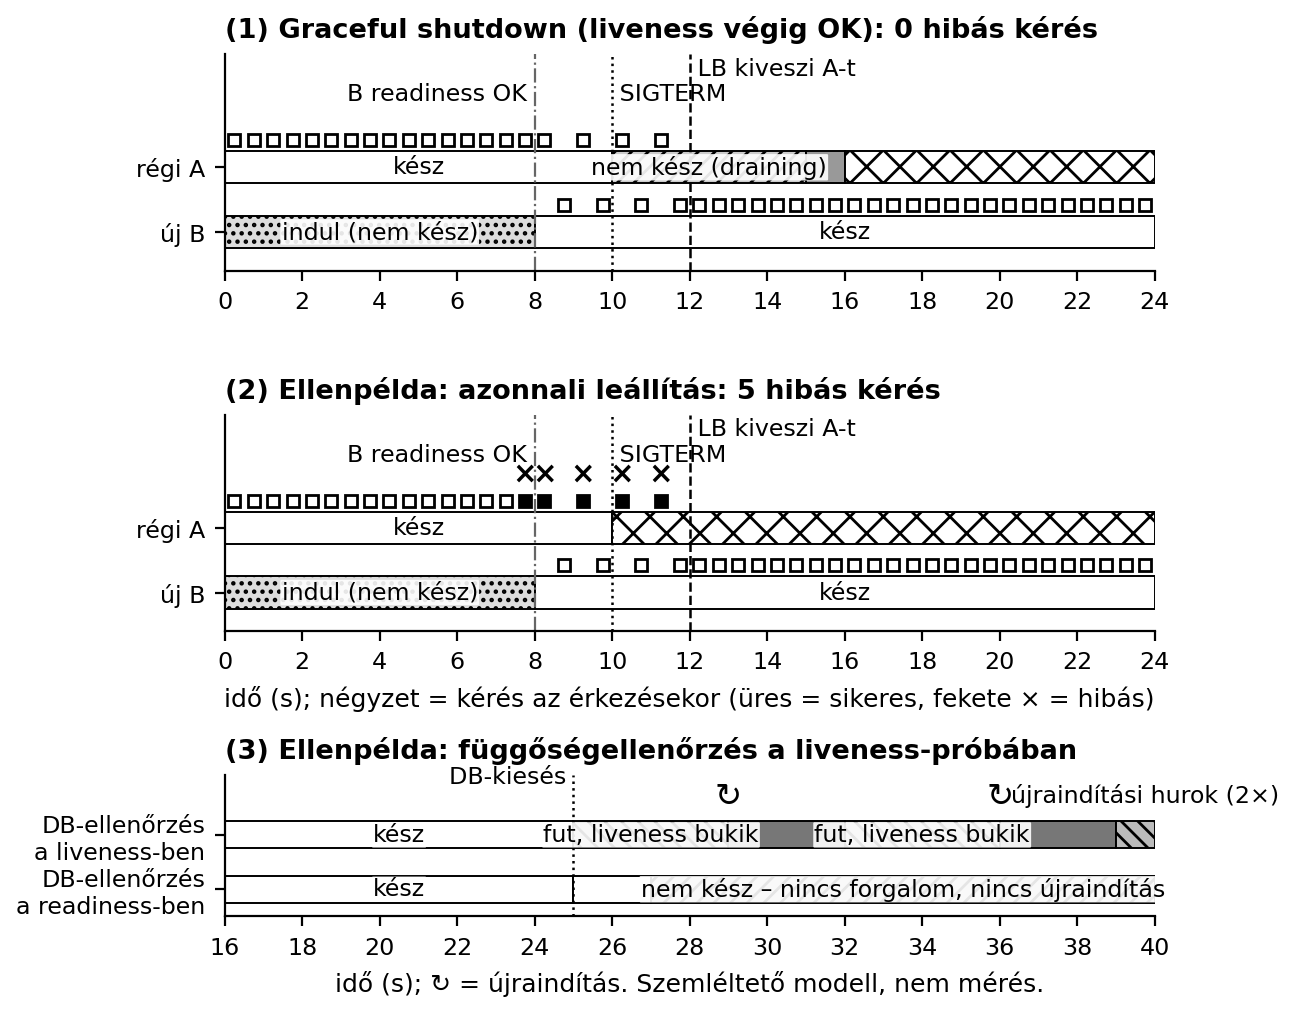 (1) Graceful shutdown (liveness végig OK): 0 hibás kérés
LB kiveszi A-t
B readiness OK
SIGTERM
régi A
kész
nem kész (draining)
új B
indul (nem kész)
kész
0 2 4 6 8 10 12 14 16 18 20 22 24
(2) Ellenpélda: azonnali leállítás: 5 hibás kérés
LB kiveszi A-t
B readiness OK
SIGTERM
régi A
kész
új B
indul (nem kész)
kész
0 2 4 6 8 10 12 14 16 18 20 22 24
idő (s); négyzet = kérés az érkezésekor (üres = sikeres, fekete × = hibás)
(3) Ellenpélda: függőségellenőrzés a liveness-próbában
DB-kiesés
↻ ↻ újraindítási hurok (2×)
DB-ellenőrzés
a liveness-ben
kész
fut, liveness bukik
fut, liveness bukik
DB-ellenőrzés
a readiness-ben
kész
nem kész – nincs forgalom, nincs újraindítás
16 18 20 22 24 26 28 30 32 34 36 38 40
idő (s); ↻ = újraindítás. Szemléltető modell, nem mérés.